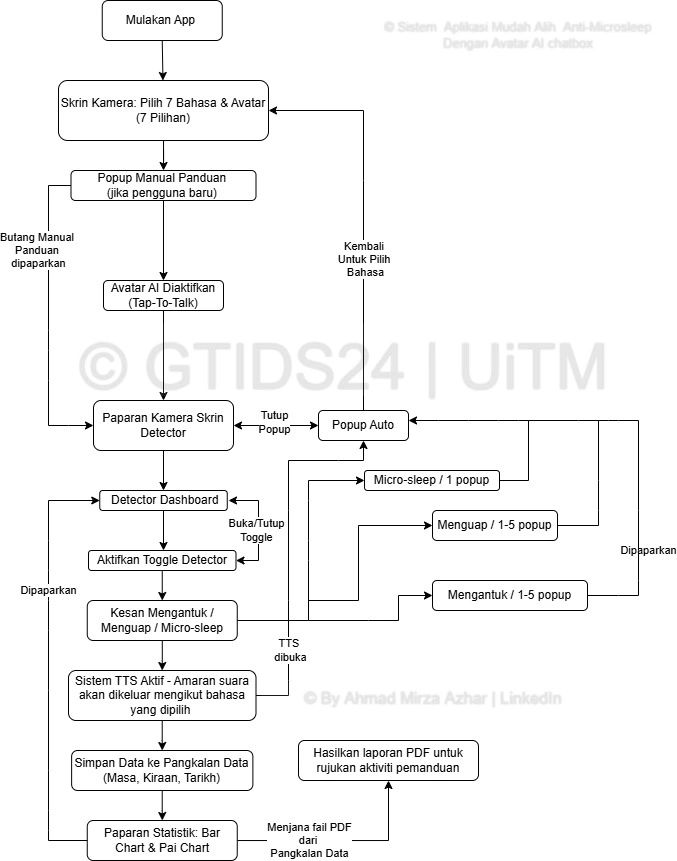 Mulakan App
© Sistem Aplikasi Mudah Alih Anti-Microsleep
Dengan Avatar AI chatbox
Skrin Kamera: Pilih 7 Bahasa & Avatar
(7 Pilihan)
Popup Manual Panduan
(jika pengguna baru)
Butang Manual
Panduan
dipaparkan
Kembali
Untuk Pilih
Bahasa
Avatar AI Diaktifkan
(Tap-To-Talk)
© GTIDS24 | UiTM
Paparan Kamera Skrin
Detector
Tutup
Popup
Popup Auto
Micro-sleep / 1 popup
Detector Dashboard
Buka/Tutup
Toggle
Menguap / 1-5 popup
Dipaparkan
Aktifkan Toggle Detector
Dipaparkan
Mengantuk / 1-5 popup
Kesan Mengantuk /
Menguap / Micro-sleep
TTS
dibuka
Sistem TTS Aktif - Amaran suara
akan dikeluar mengikut bahasa
yang dipilih
© By Ahmad Mirza Azhar | LinkedIn
Simpan Data ke Pangkalan Data
(Masa, Kiraan, Tarikh)
Hasilkan laporan PDF untuk
rujukan aktiviti pemanduan
Paparan Statistik: Bar
Chart & Pai Chart
Menjana fail PDF
dari
Pangkalan Data